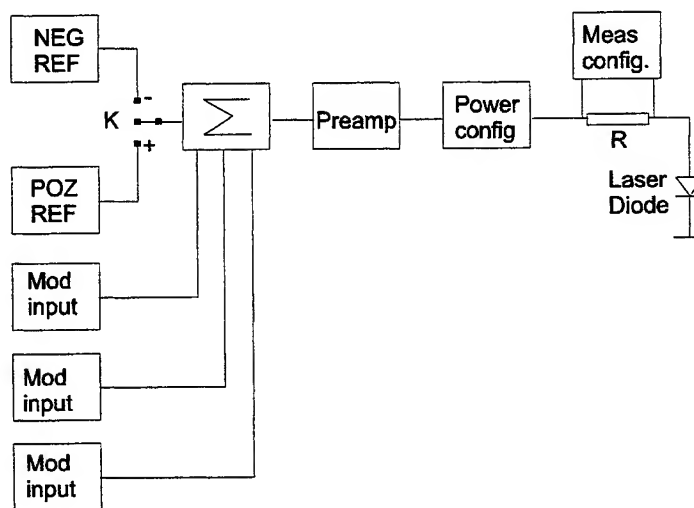 NEG
REF
-
K
+
POZ
REF
Σ
Preamp
Power
config
Meas
config.
R
Laser
Diode
Mod
input
Mod
input
Mod
input